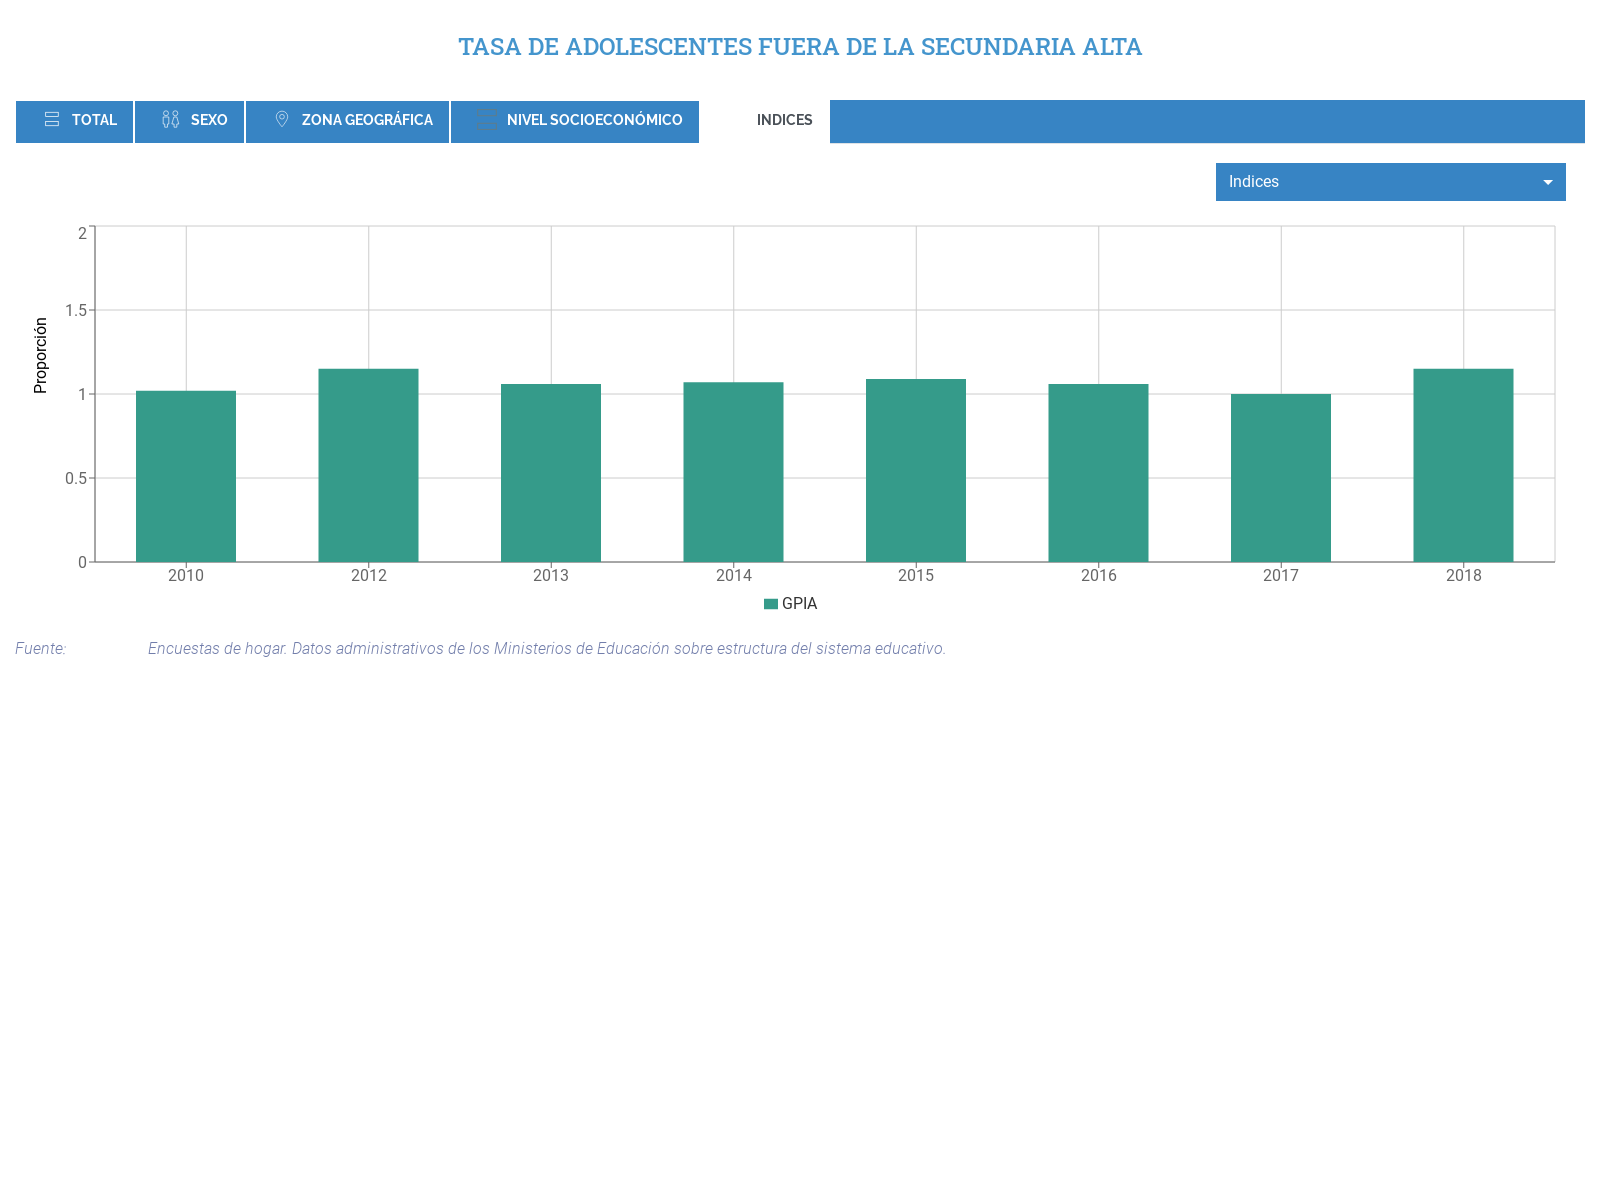 TASA DE ADOLESCENTES FUERA DE LA SECUNDARIA ALTA
TOTAL SEXO ZONA GEOGRÁFICA NIVEL SOCIOECONÓMICO INDICES
Indices
2
1.5
1
0.5
0
Proporción
2010 2012 2013 2014 2015 2016 2017 2018
GPIA
Fuente: Encuestas de hogar. Datos administrativos de los Ministerios de Educación sobre estructura del sistema educativo.